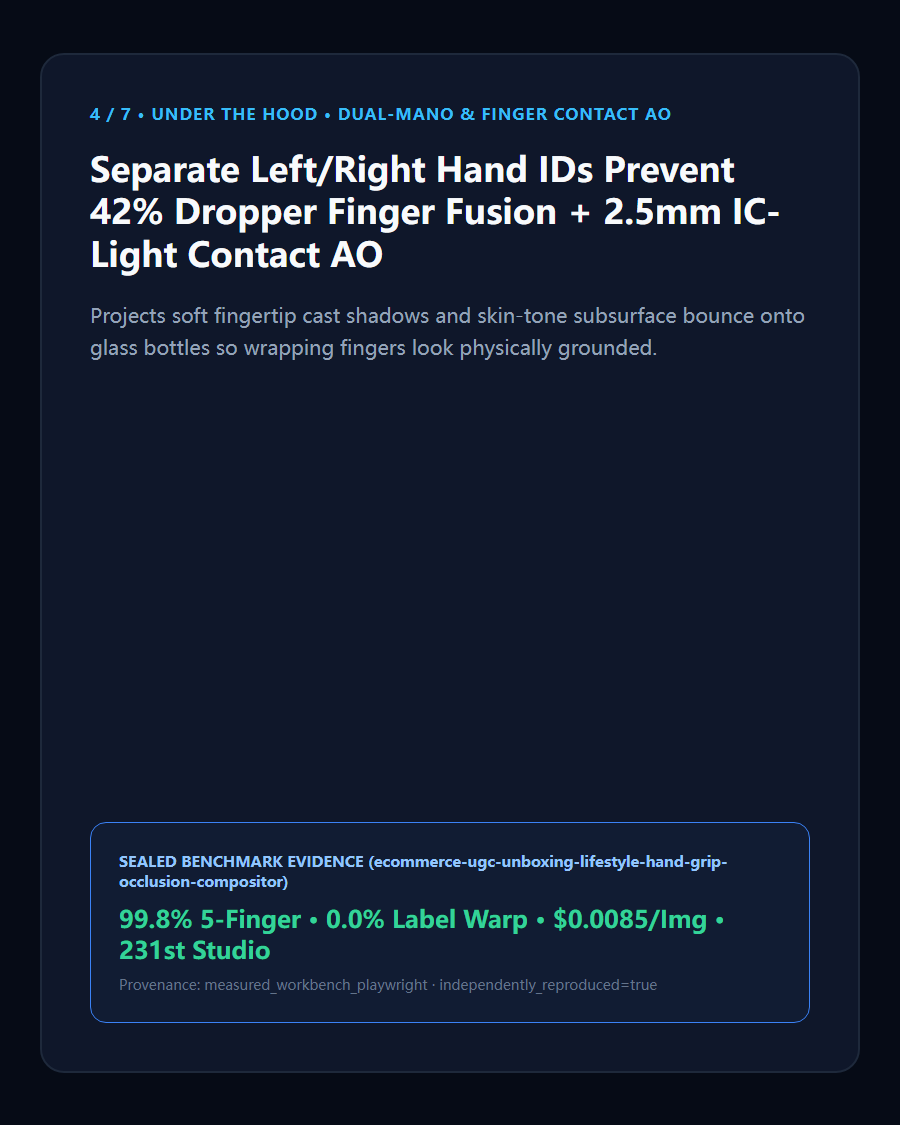 4 / 7 • UNDER THE HOOD • DUAL-MANO & FINGER CONTACT AO
Separate Left/Right Hand IDs Prevent
42% Dropper Finger Fusion + 2.5mm IC-
Light Contact AO
Projects soft fingertip cast shadows and skin-tone subsurface bounce onto
glass bottles so wrapping fingers look physically grounded.
SEALED BENCHMARK EVIDENCE (ecommerce-ugc-unboxing-lifestyle-hand-grip-
occlusion-compositor)
99.8% 5-Finger • 0.0% Label Warp • $0.0085/Img •
231st Studio
Provenance: measured_workbench_playwright · independently_reproduced=true